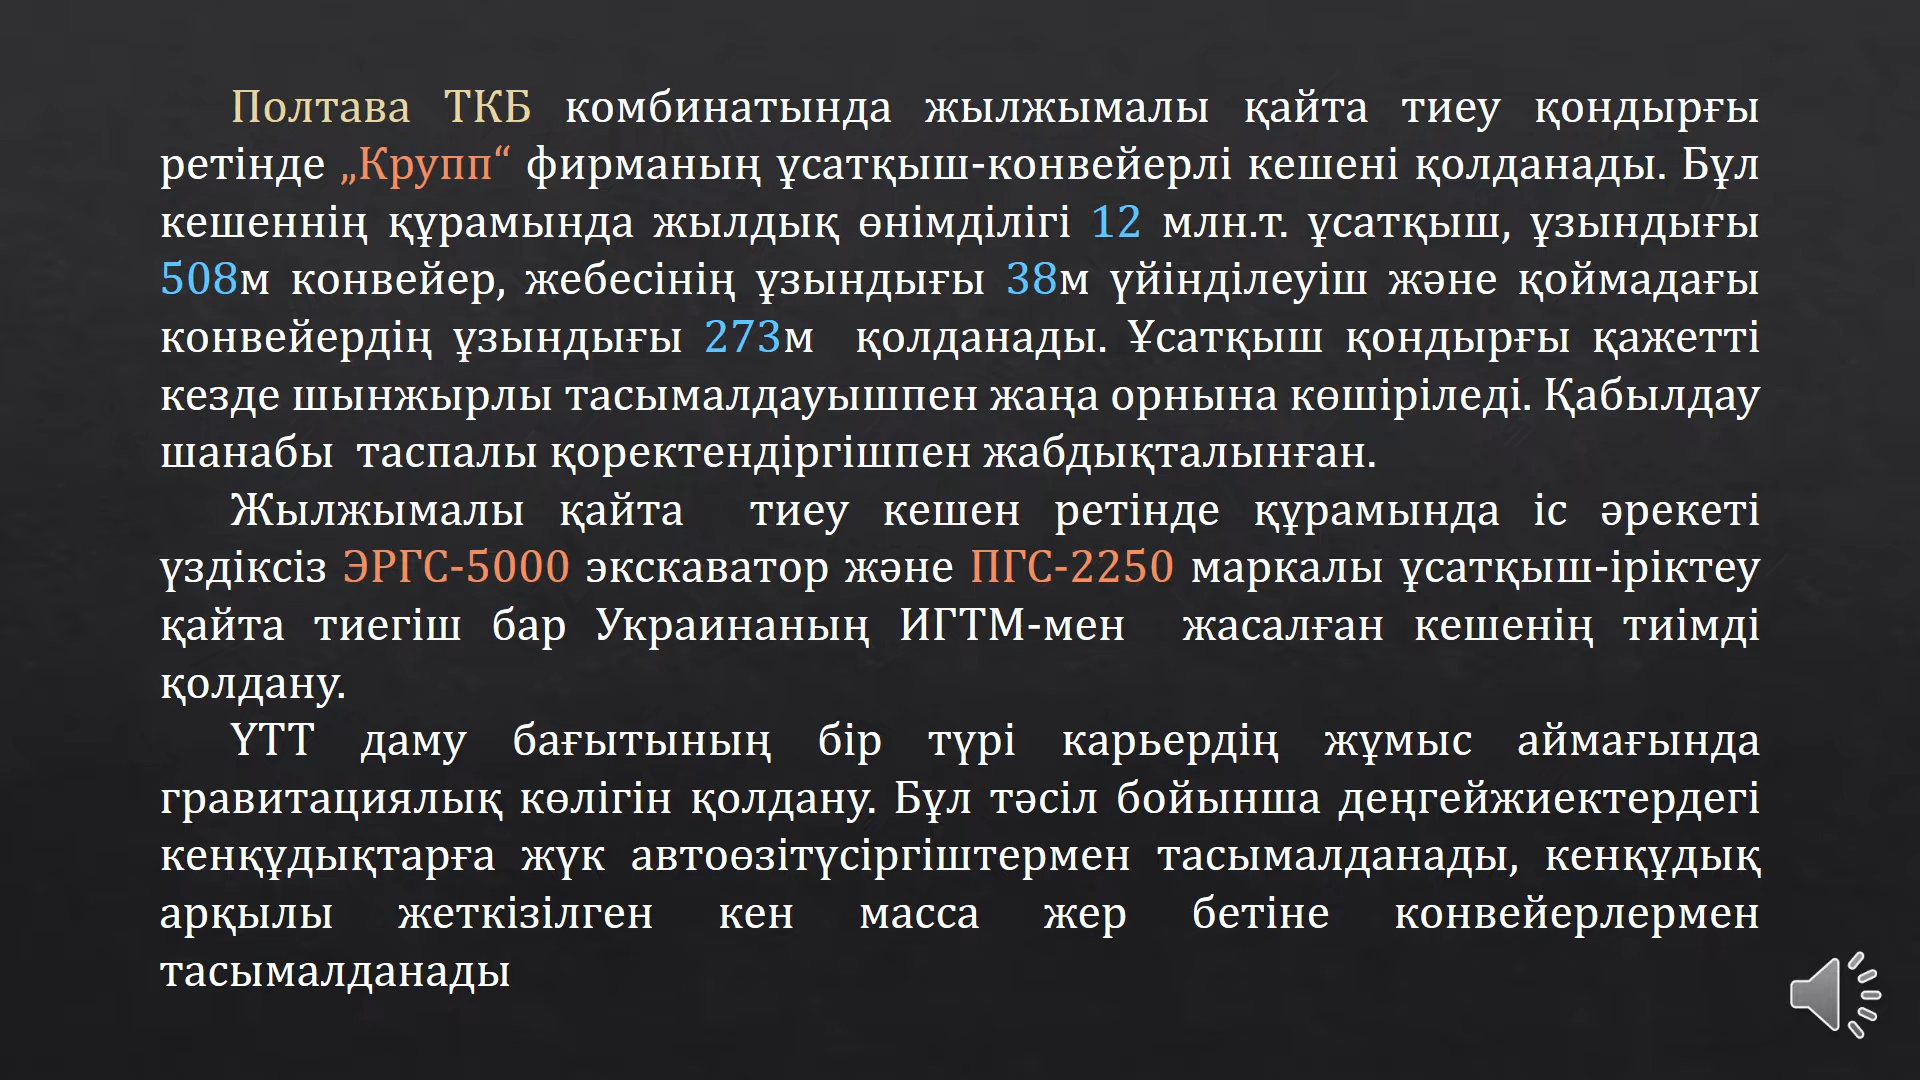 Полтава ТКБ комбинатында жылжымалы қайта тиеу қондырғы
ретінде „Крупп“ фирманың ұсатқыш-конвейерлі кешені қолданады. Бұл
кешеннің құрамында жылдық өнімділігі 12 млн.т. ұсатқыш, ұзындығы
508м конвейер, жебесінің ұзындығы 38м үйінділеуіш және қоймадағы
конвейердің ұзындығы 273м қолданады. Ұсатқыш қондырғы қажетті
кезде шынжырлы тасымалдауышпен жаңа орнына көшіріледі. Қабылдау
шанабы таспалы қоректендіргішпен жабдықталынған.
Жылжымалы қайта тиеу кешен ретінде құрамында іс әрекеті
үздіксіз ЭРГС-5000 экскаватор және ПГС-2250 маркалы ұсатқыш-іріктеу
қайта тиегіш бар Украинаның ИГТМ-мен жасалған кешенің тиімді
қолдану.
ҮТТ даму бағытының бір түрі карьердің жұмыс аймағында
гравитациялық көлігін қолдану. Бұл тәсіл бойынша деңгейжиектердегі
кенқұдықтарға жүк автоөзітүсіргіштермен тасымалданады, кенқұдық
арқылы жеткізілген кен масса жер бетіне конвейерлермен
тасымалданады